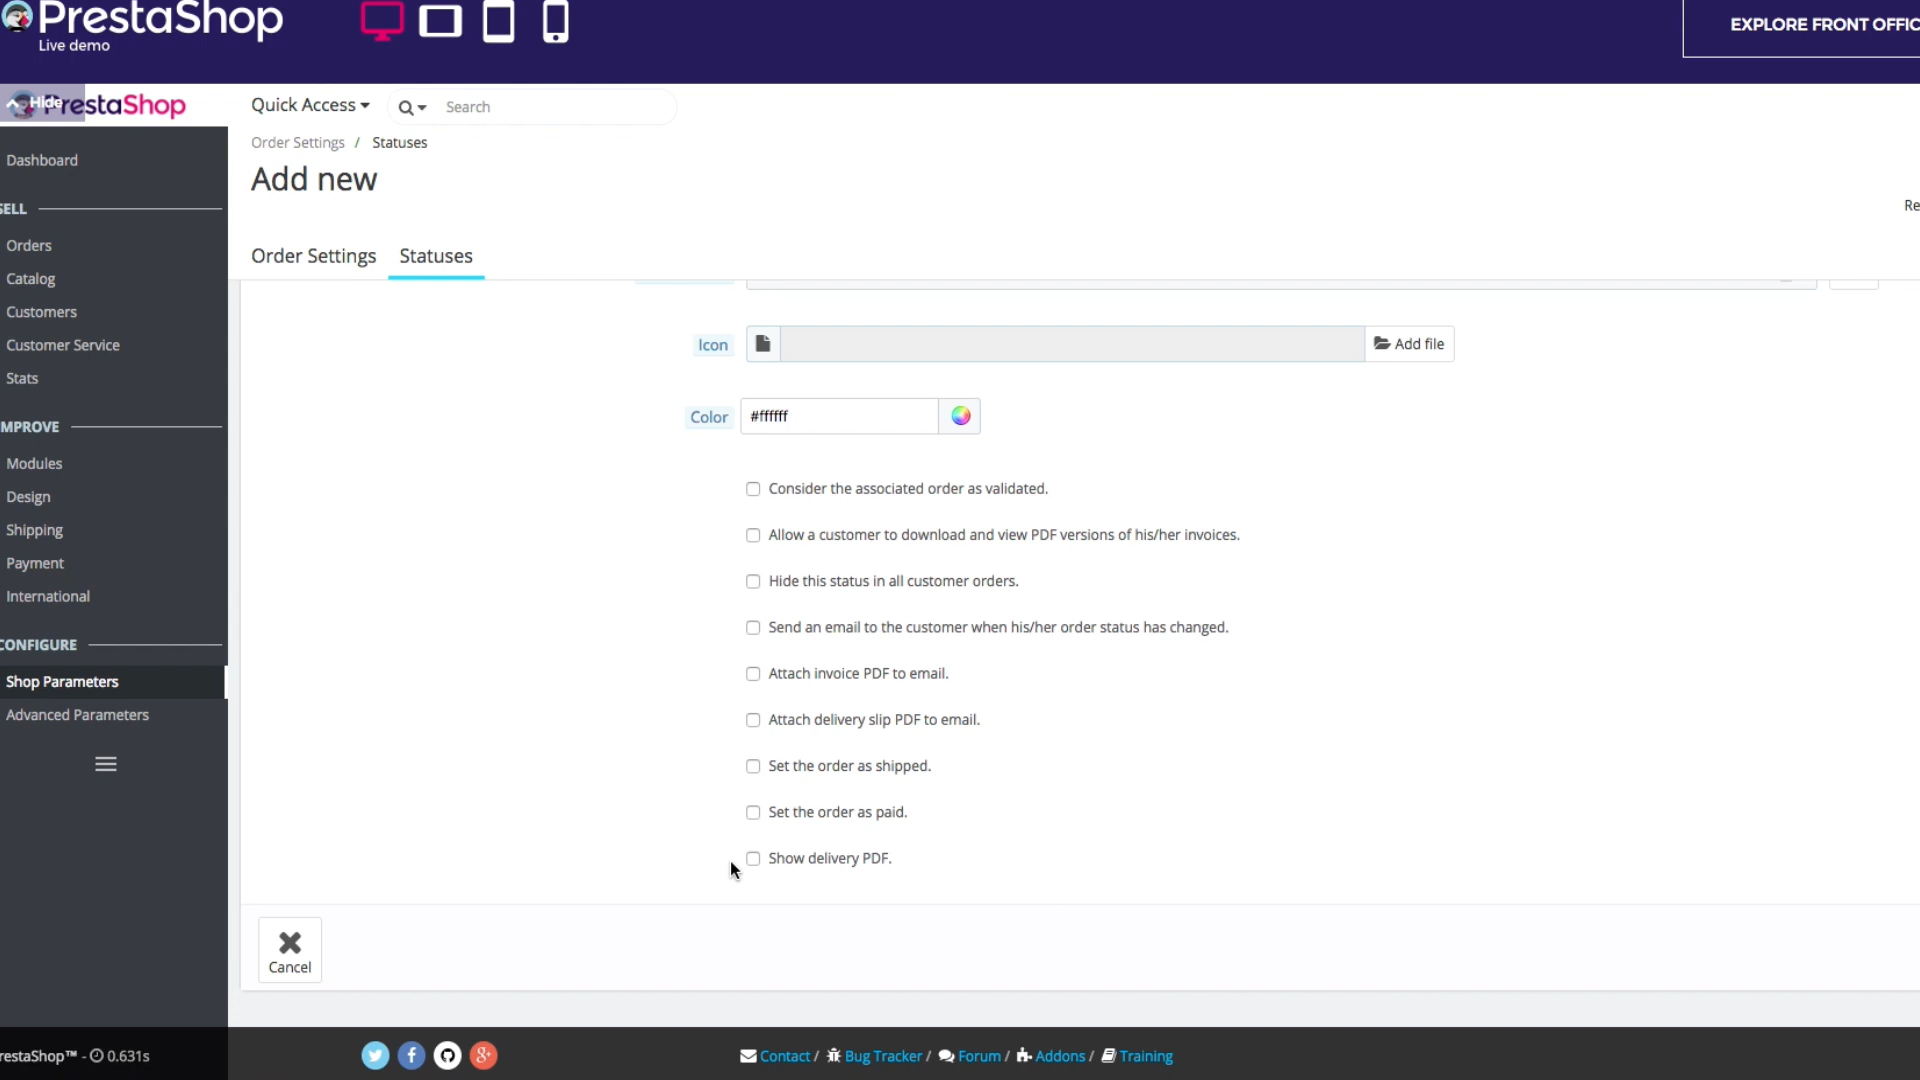 PrestaShop
Live demo
EXPLORE FRONT OFFIC
Hide
PrestaShop
Quick Access
Search
Order Settings / Statuses
Add new
Re
Dashboard
SELL
Orders
Catalog
Customers
Customer Service
Stats
IMPROVE
Modules
Design
Shipping
Payment
International
CONFIGURE
Shop Parameters
Advanced Parameters
Order Settings
Statuses
Icon
Add file
Color
#ffffff
Consider the associated order as validated.
Allow a customer to download and view PDF versions of his/her invoices.
Hide this status in all customer orders.
Send an email to the customer when his/her order status has changed.
Attach invoice PDF to email.
Attach delivery slip PDF to email.
Set the order as shipped.
Set the order as paid.
Show delivery PDF.
Cancel
restaShop™ - 0.631s
Contact / Bug Tracker / Forum / Addons / Training